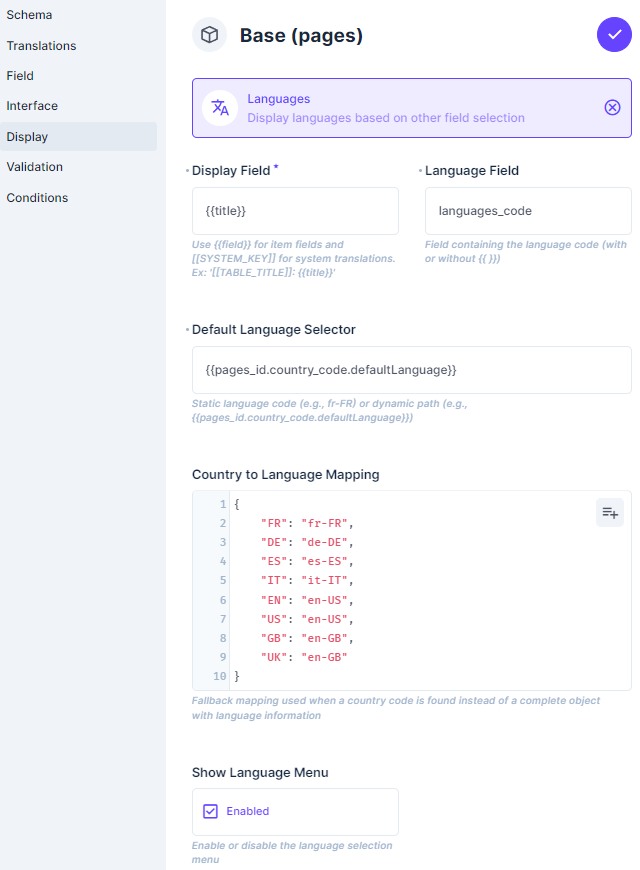 Schema
Translations
Field
Interface
Display
Validation
Conditions
Base (pages)
Languages
Display languages based on other field selection
Display Field *
{{title}}
Use {{field}} for item fields and
[[SYSTEM_KEY]] for system translations.
Ex: '[[TABLE_TITLE]]: {{title}}'
Language Field
languages_code
Field containing the language code (with
or without {{ }})
Default Language Selector
{{pages_id.country_code.defaultLanguage}}
Static language code (e.g., fr-FR) or dynamic path (e.g.,
{{pages_id.country_code.defaultLanguage}})
Country to Language Mapping
1 {
2 "FR": "fr-FR",
3 "DE": "de-DE",
4 "ES": "es-ES",
5 "IT": "it-IT",
6 "EN": "en-US",
7 "US": "en-US",
8 "GB": "en-GB",
9 "UK": "en-GB"
10 }
Fallback mapping used when a country code is found instead of a complete object
with language information
Show Language Menu
Enabled
Enable or disable the language selection
menu